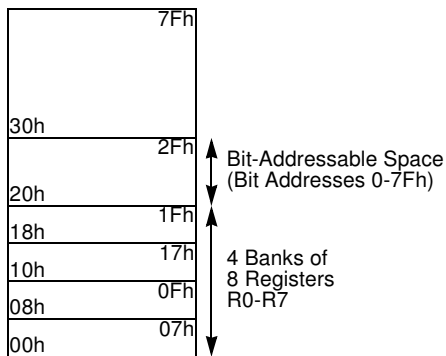 7Fh
30h
2Fh
Bit-Addressable Space
(Bit Addresses 0-7Fh)
20h
1Fh
18h
17h
4 Banks of
8 Registers
R0-R7
10h
0Fh
08h
07h
00h